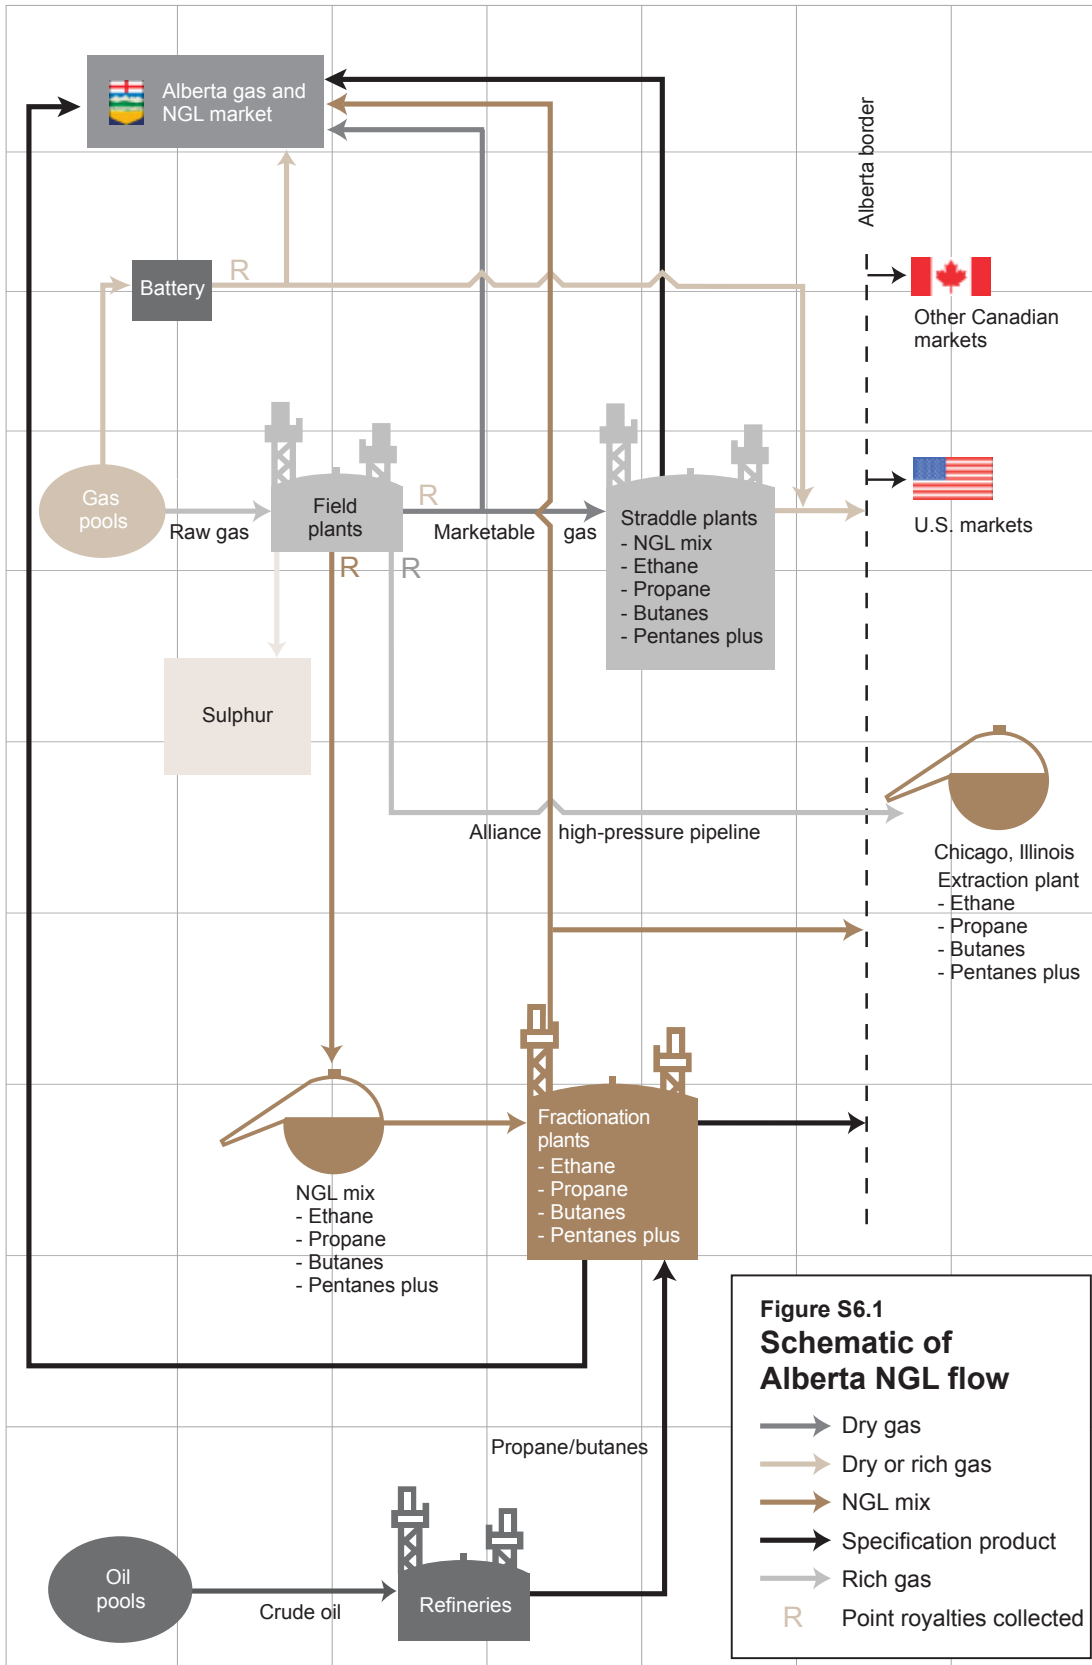 Alberta gas and
NGL market
Alberta border
R
Battery
Other Canadian
markets
Gas
pools
Raw gas
Field
plants
R
Marketable gas
R
R
Straddle plants
- NGL mix
- Ethane
- Propane
- Butanes
- Pentanes plus
U.S. markets
Sulphur
Alliance high-pressure pipeline
Chicago, Illinois
Extraction plant
- Ethane
- Propane
- Butanes
- Pentanes plus
NGL mix
- Ethane
- Propane
- Butanes
- Pentanes plus
Fractionation
plants
- Ethane
- Propane
- Butanes
- Pentanes plus
Propane/butanes
Oil
pools
Crude oil
Refineries
Figure S6.1
Schematic of
Alberta NGL flow
Dry gas
Dry or rich gas
NGL mix
Specification product
Rich gas
R Point royalties collected